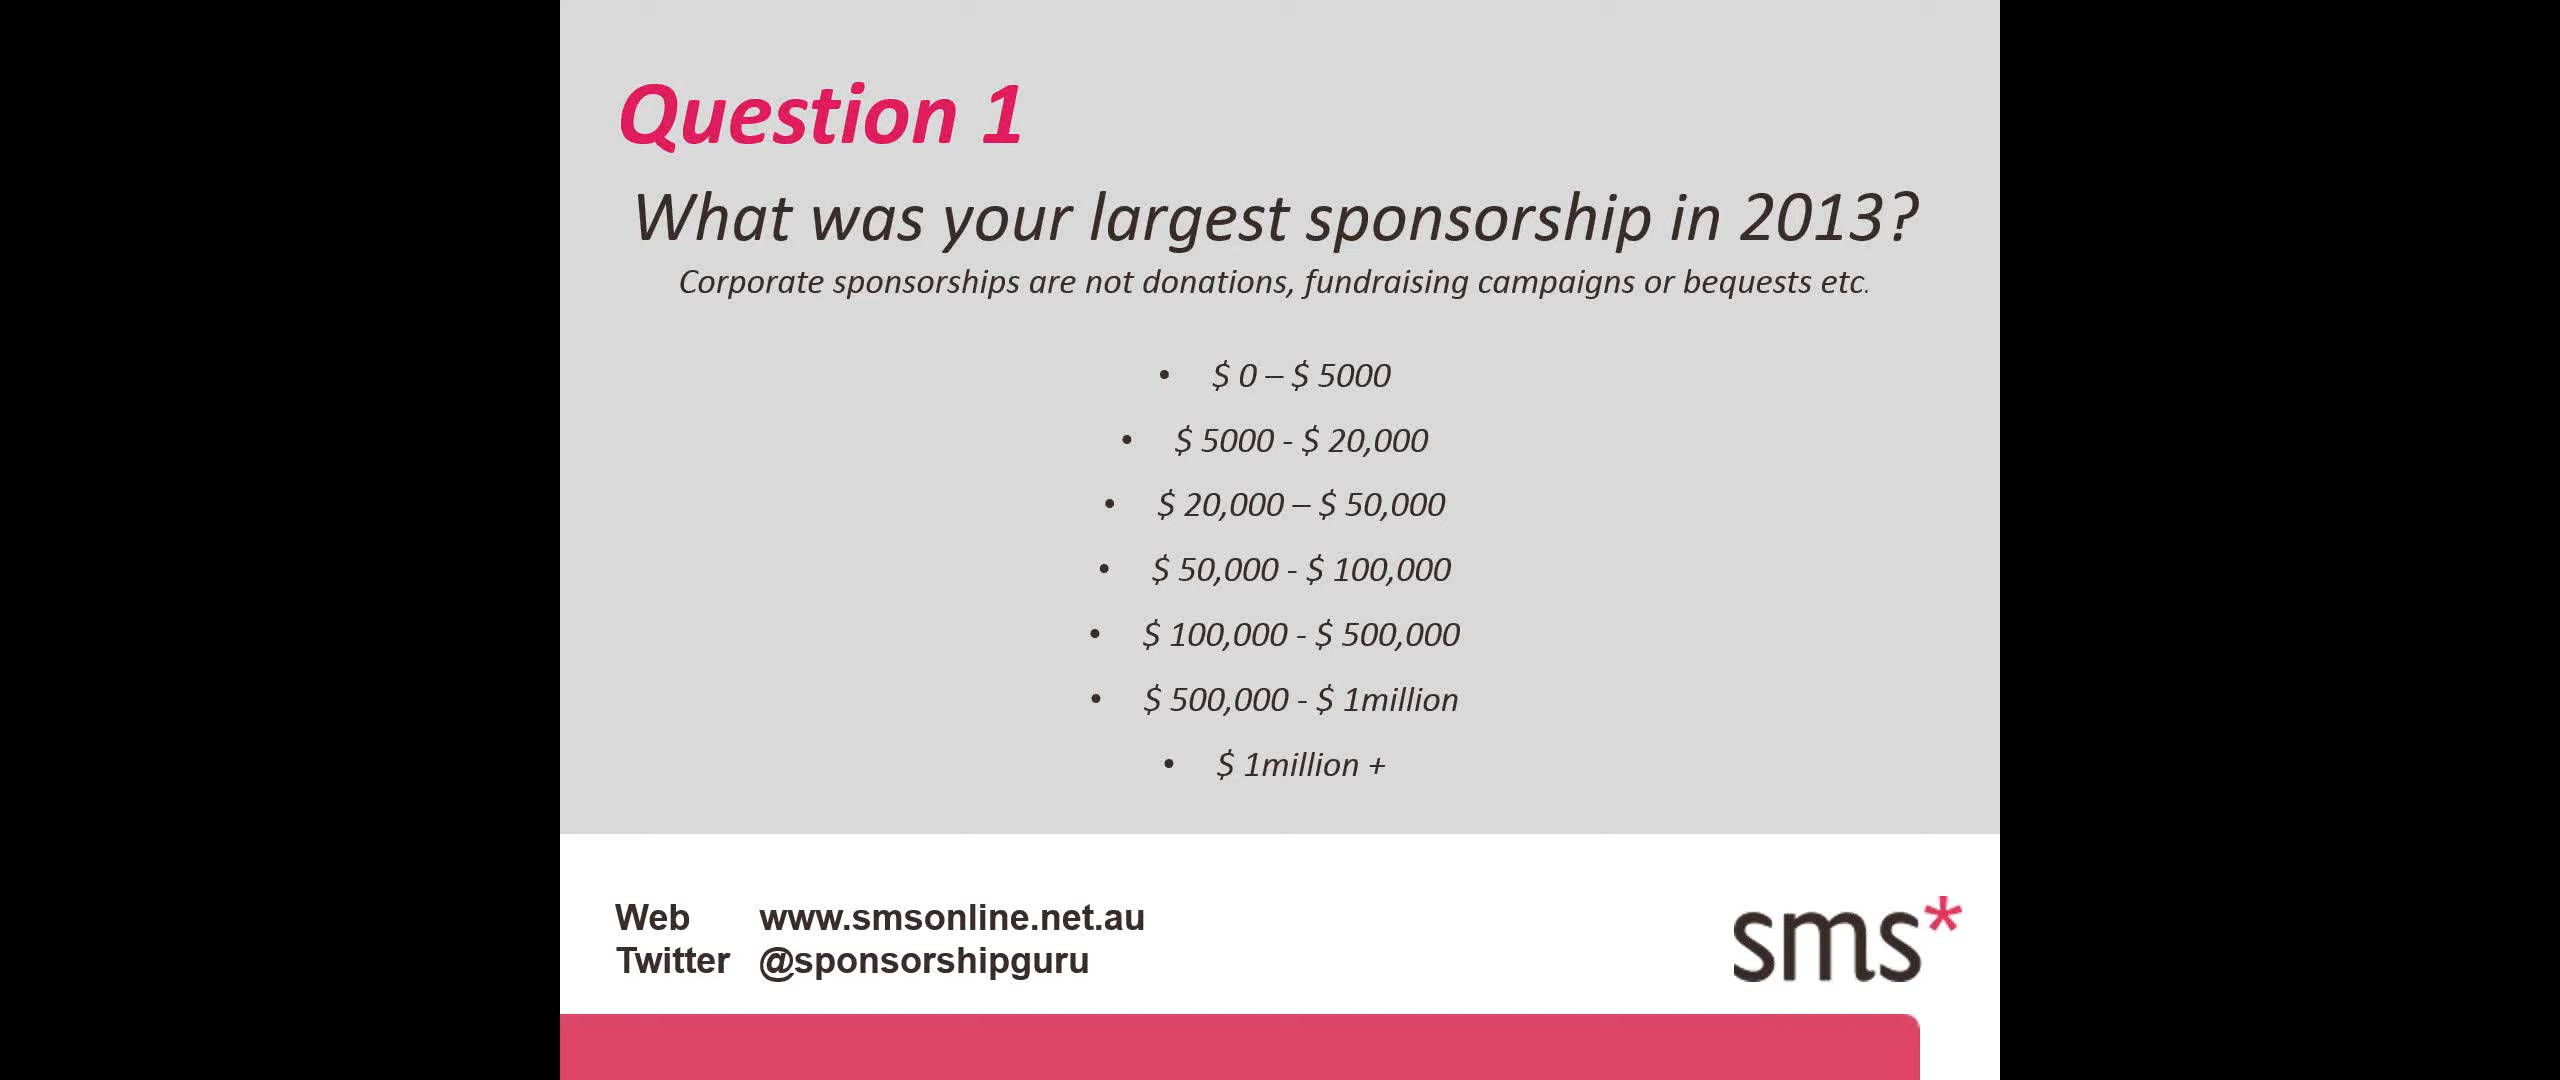 Question 1
What was your largest sponsorship in 2013?
Corporate sponsorships are not donations, fundraising campaigns or bequests etc.
• $ 0 – $ 5000
• $ 5000 - $ 20,000
• $ 20,000 – $ 50,000
• $ 50,000 - $ 100,000
• $ 100,000 - $ 500,000
• $ 500,000 - $ 1million
• $ 1million +
Web www.smsonline.net.au
Twitter @sponsorshipguru
sms*